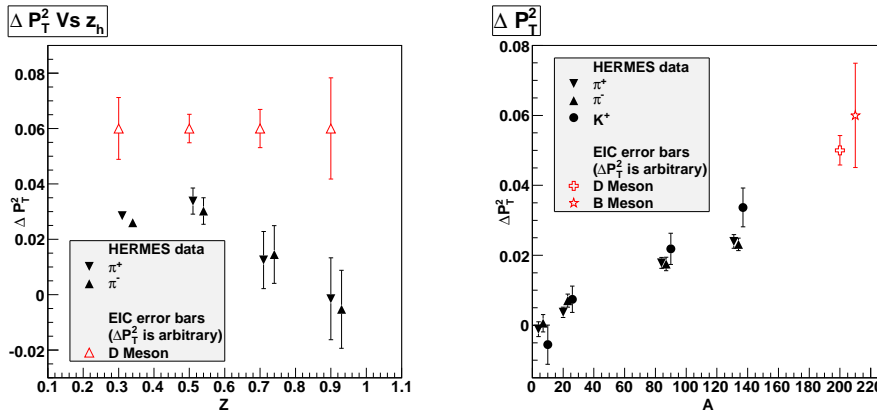 Δ P_T^2 Vs z_h
Δ P_T^2
0.08
0.06
0.04
0.02
0
-0.02
HERMES data
π+
π-
EIC error bars
(ΔP_T^2 is arbitrary)
D Meson
0.1 0.2 0.3 0.4 0.5 0.6 0.7 0.8 0.9 1 1.1
Z
Δ P_T^2
ΔP_T^2
0.08
0.06
0.04
0.02
0
HERMES data
π+
π-
K+
EIC error bars
(ΔP_T^2 is arbitrary)
D Meson
B Meson
0 20 40 60 80 100 120 140 160 180 200 220
A